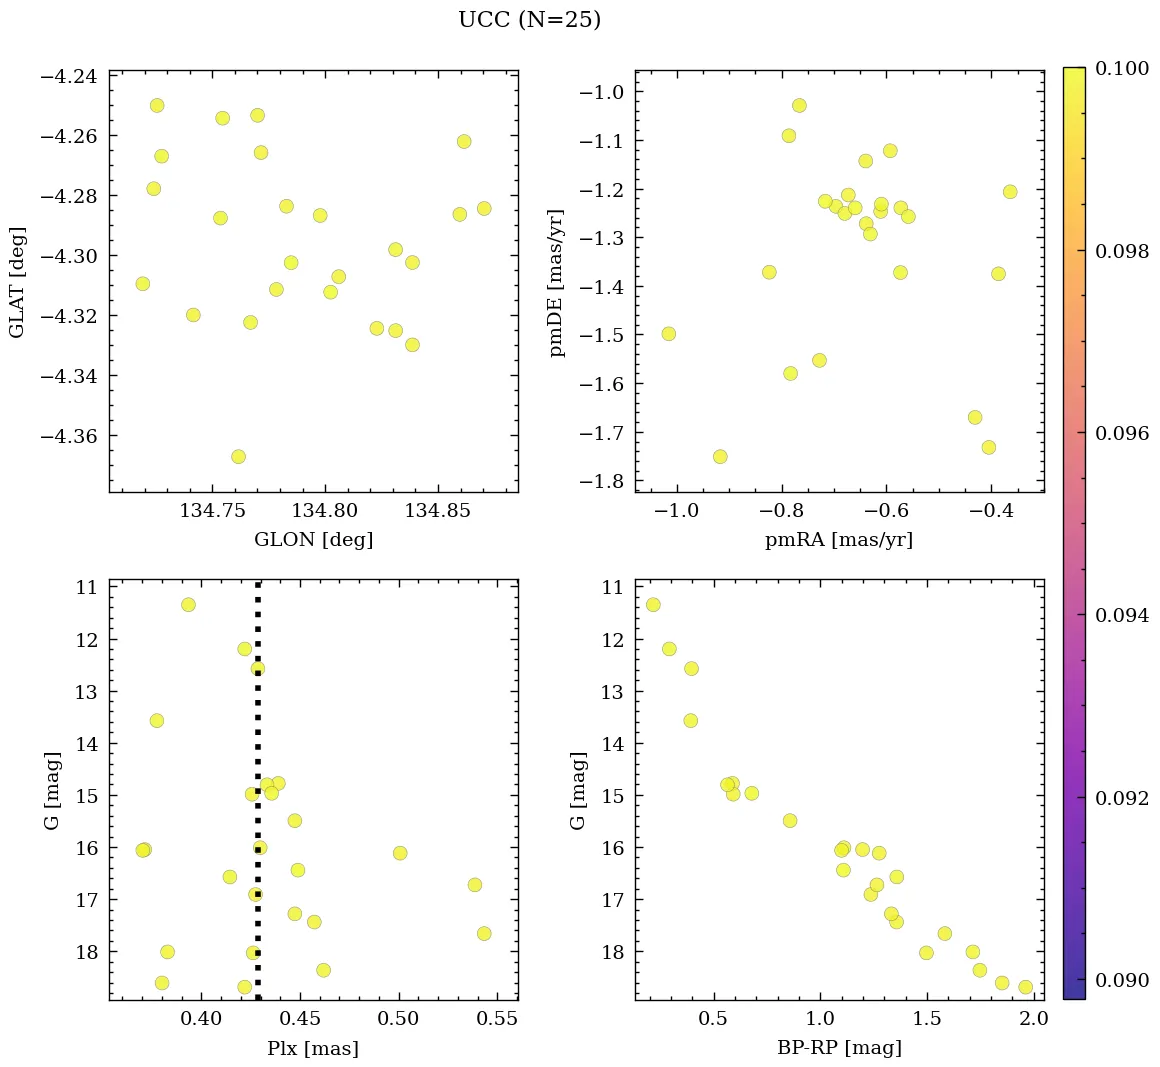 UCC (N=25)
−4.24
−4.26
−4.28
−4.30
−4.32
−4.34
−4.36
GLAT [deg]
134.75 134.80 134.85
GLON [deg]
−1.0
−1.1
−1.2
−1.3
−1.4
−1.5
−1.6
−1.7
−1.8
pmDE [mas/yr]
−1.0 −0.8 −0.6 −0.4
pmRA [mas/yr]
11
12
13
14
15
16
17
18
G [mag]
0.40 0.45 0.50 0.55
Plx [mas]
11
12
13
14
15
16
17
18
G [mag]
0.5 1.0 1.5 2.0
BP-RP [mag]
0.100
0.098
0.096
0.094
0.092
0.090